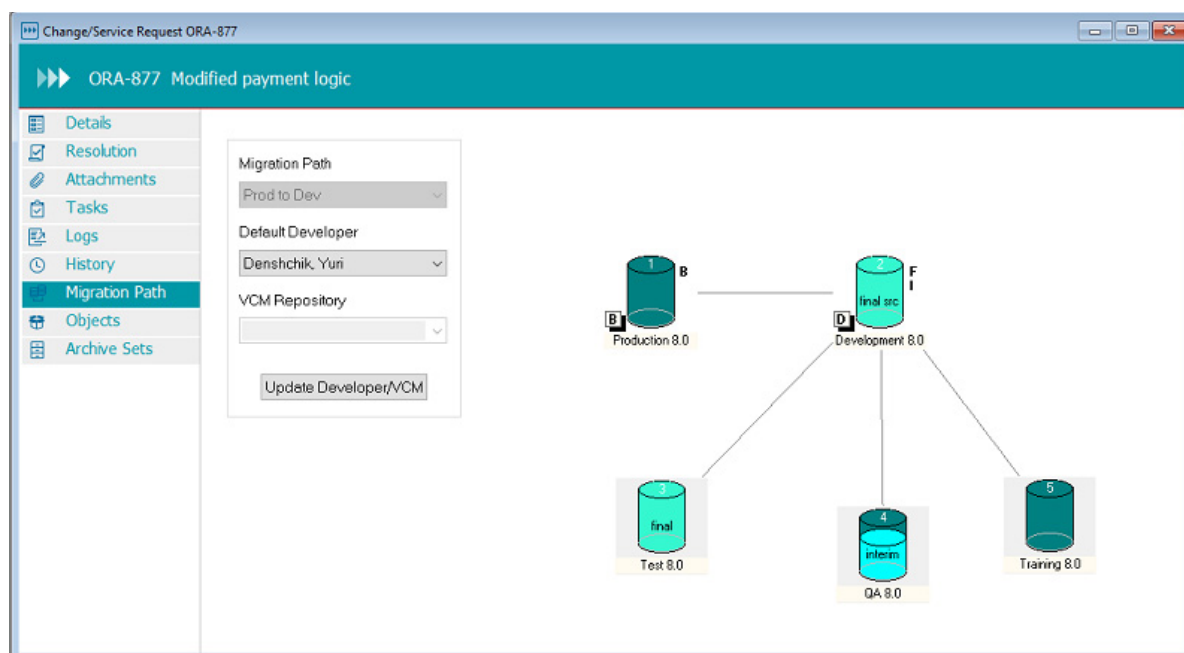 Change/Service Request ORA-877
ORA-877 Modified payment logic
Details
Resolution
Attachments
Tasks
Logs
History
Migration Path
Objects
Archive Sets
Migration Path
Prod to Dev
Default Developer
Denshchik, Yuri
VCM Repository
Update Developer/VCM
1
B
B
Production 8.0
2
F
I
final src
D
Development 8.0
3
final
Test 8.0
4
interim
QA 8.0
5
Training 8.0